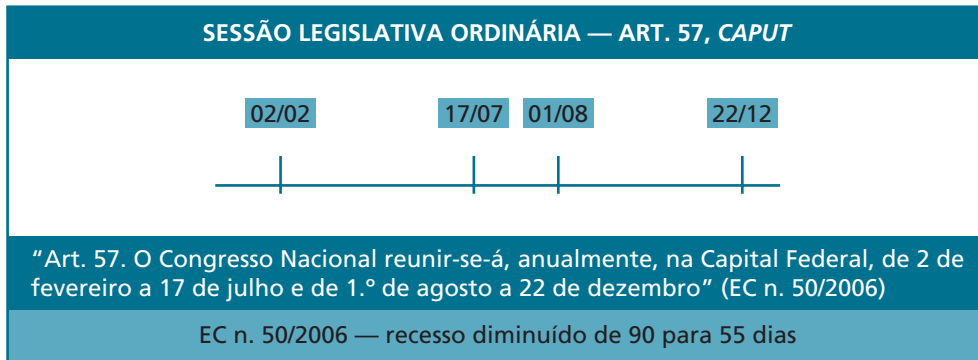 SESSÃO LEGISLATIVA ORDINÁRIA — ART. 57, CAPUT
02/02 17/07 01/08 22/12
“Art. 57. O Congresso Nacional reunir-se-á, anualmente, na Capital Federal, de 2 de
fevereiro a 17 de julho e de 1.º de agosto a 22 de dezembro” (EC n. 50/2006)
EC n. 50/2006 — recesso diminuído de 90 para 55 dias